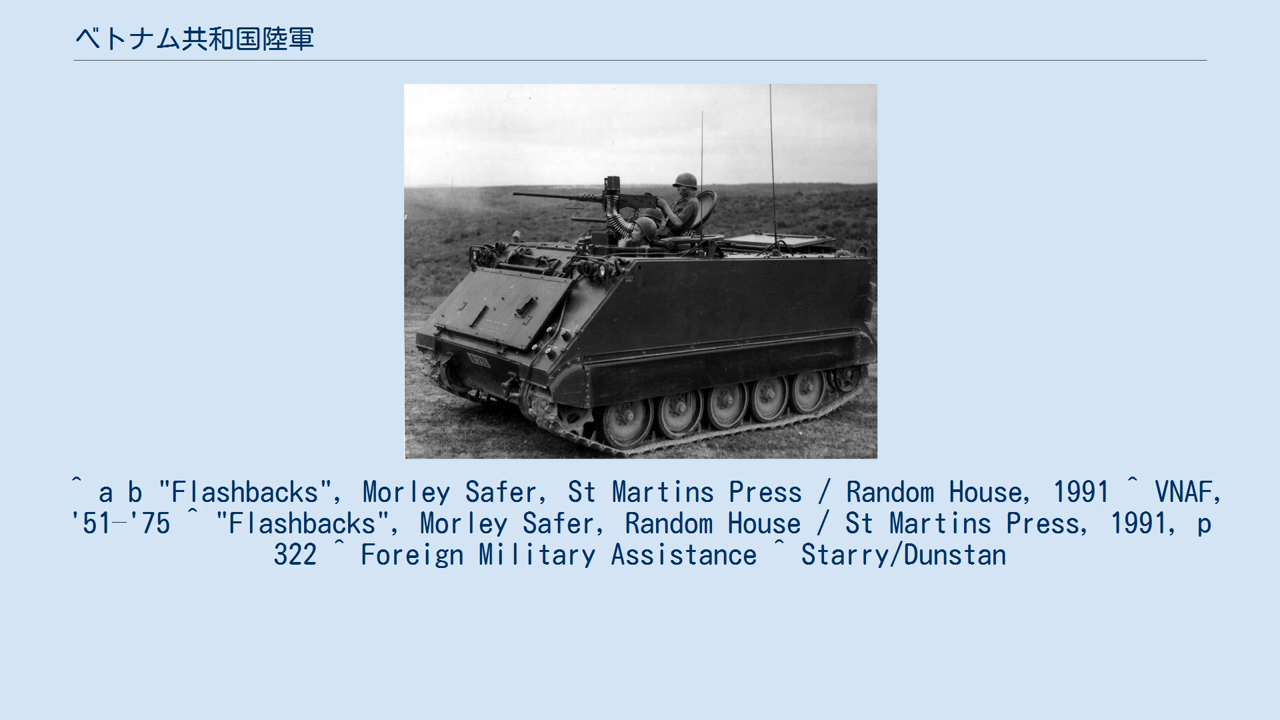 ベトナム共和国陸軍
^ a b "Flashbacks", Morley Safer, St Martins Press / Random House, 1991 ^ VNAF,
'51–'75 ^ "Flashbacks", Morley Safer, Random House / St Martins Press, 1991, p
322 ^ Foreign Military Assistance ^ Starry/Dunstan